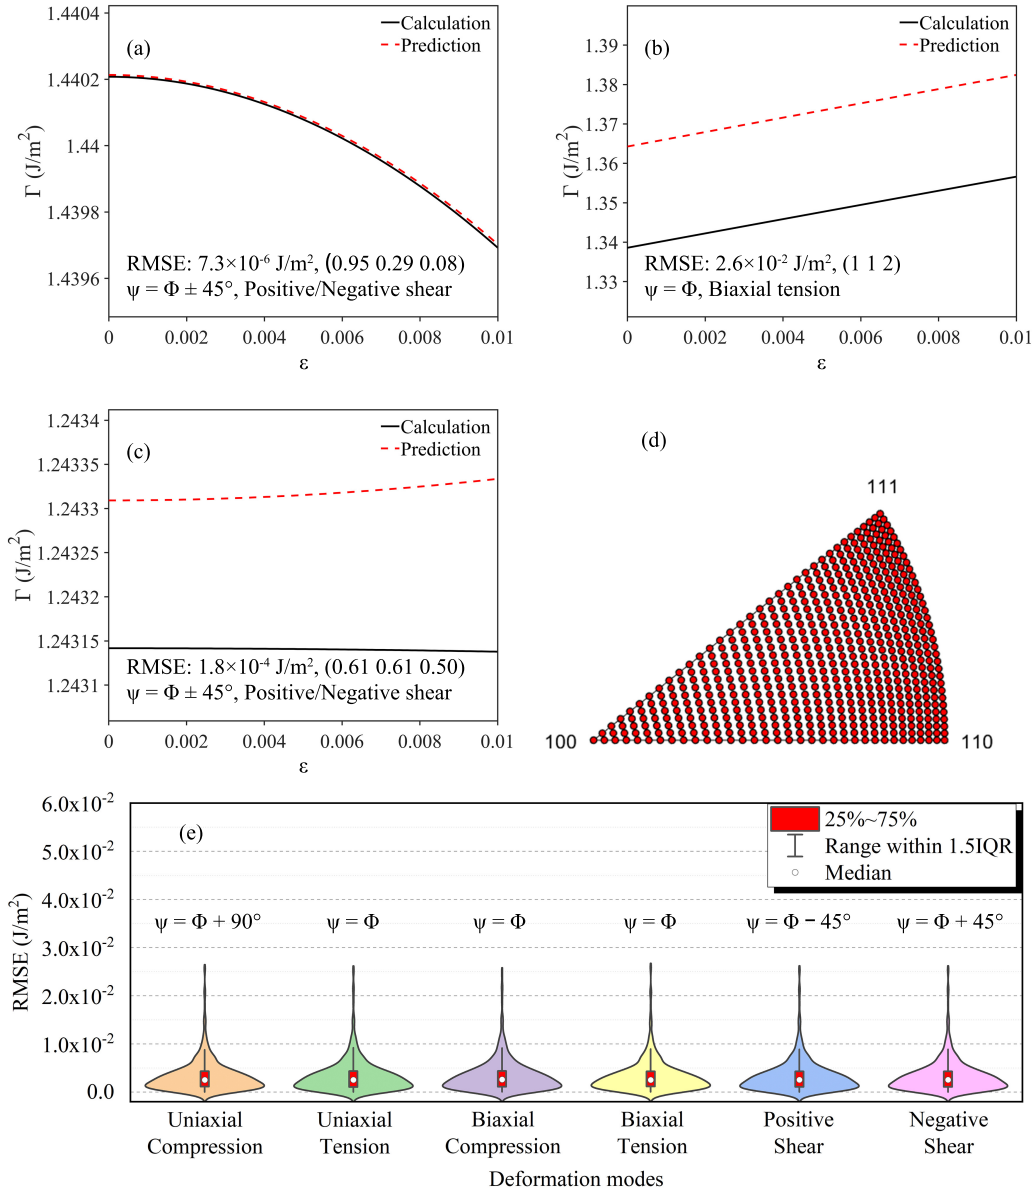 (a)
Calculation
Prediction
1.4404
1.4402
1.44
1.4398
1.4396
Γ (J/m²)
RMSE: 7.3×10⁻⁶ J/m², (0.95 0.29 0.08)
ψ = Φ ± 45°, Positive/Negative shear
0 0.002 0.004 0.006 0.008 0.01
ε
(b)
Calculation
Prediction
1.39
1.38
1.37
1.36
1.35
1.34
1.33
Γ (J/m²)
RMSE: 2.6×10⁻² J/m², (1 1 2)
ψ = Φ, Biaxial tension
0 0.002 0.004 0.006 0.008 0.01
ε
(c)
Calculation
Prediction
1.2434
1.24335
1.2433
1.24325
1.2432
1.24315
1.2431
Γ (J/m²)
RMSE: 1.8×10⁻⁴ J/m², (0.61 0.61 0.50)
ψ = Φ ± 45°, Positive/Negative shear
0 0.002 0.004 0.006 0.008 0.01
ε
(d)
111
100
110
(e)
25%~75%
Range within 1.5IQR
Median
6.0x10⁻²
5.0x10⁻²
4.0x10⁻²
3.0x10⁻²
2.0x10⁻²
1.0x10⁻²
0.0
RMSE (J/m²)
ψ = Φ + 90° ψ = Φ ψ = Φ ψ = Φ ψ = Φ − 45° ψ = Φ + 45°
Uniaxial Uniaxial Biaxial Biaxial Positive Negative
Compression Tension Compression Tension Shear Shear
Deformation modes